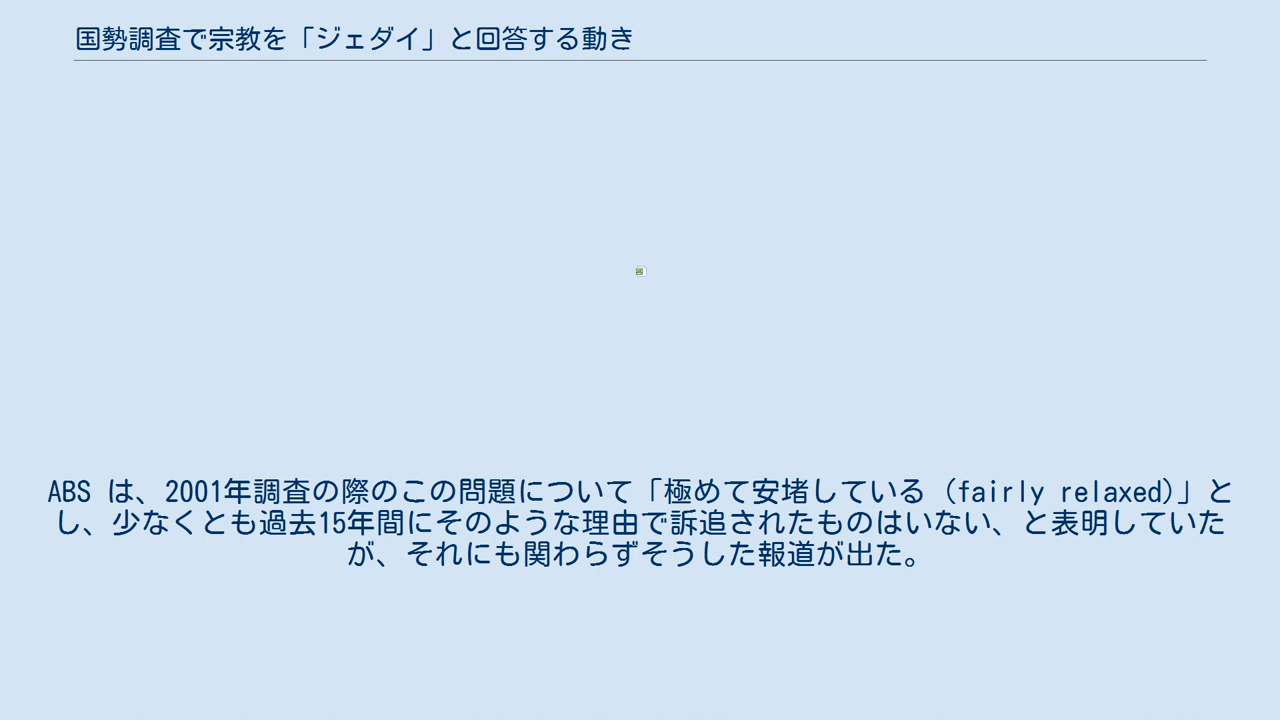 国勢調査で宗教を「ジェダイ」と回答する動き
ABS は、2001年調査の際のこの問題について「極めて安堵している (fairly relaxed)」と
し、少なくとも過去15年間にそのような理由で訴追されたものはいない、と表明していた
が、それにも関わらずそうした報道が出た。